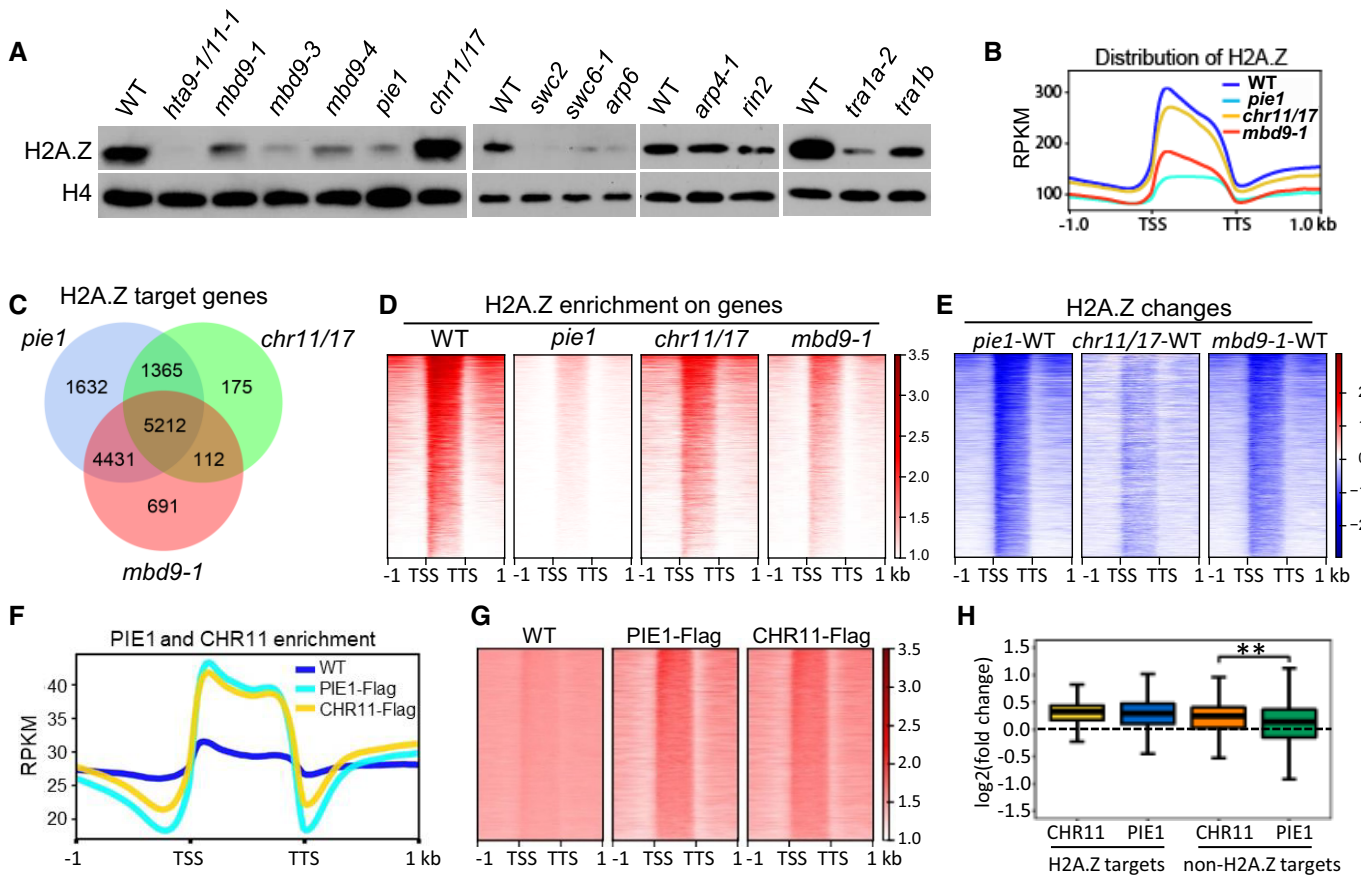 A
WT
hta9-1/11-1
mbd9-1
mbd9-3
mbd9-4
pie1
chr11/17
WT
swc2
swc6-1
arp6
WT
arp4-1
rin2
WT
tra1a-2
tra1b
H2A.Z
H4
B
Distribution of H2A.Z
RPKM
300
200
100
WT
pie1
chr11/17
mbd9-1
-1.0 TSS TTS 1.0 kb
C
H2A.Z target genes
pie1
chr11/17
1632
1365
175
5212
4431
112
691
mbd9-1
D
H2A.Z enrichment on genes
WT pie1 chr11/17 mbd9-1
3.5
3.0
2.5
2.0
1.5
1.0
-1 TSS TTS 1 -1 TSS TTS 1 -1 TSS TTS 1 -1 TSS TTS 1 kb
E
H2A.Z changes
pie1-WT chr11/17-WT mbd9-1-WT
2
1
0
−1
−2
-1 TSS TTS 1 -1 TSS TTS 1 -1 TSS TTS 1 kb
F
PIE1 and CHR11 enrichment
RPKM
40
35
30
25
20
WT
PIE1-Flag
CHR11-Flag
-1 TSS TTS 1 kb
G
WT PIE1-Flag CHR11-Flag
3.5
3.0
2.5
2.0
1.5
1.0
-1 TSS TTS 1 -1 TSS TTS 1 -1 TSS TTS 1 kb
H
log2(fold change)
1.5
1.0
0.5
0.0
-0.5
-1.0
-1.5
**
CHR11 PIE1 CHR11 PIE1
H2A.Z targets non-H2A.Z targets